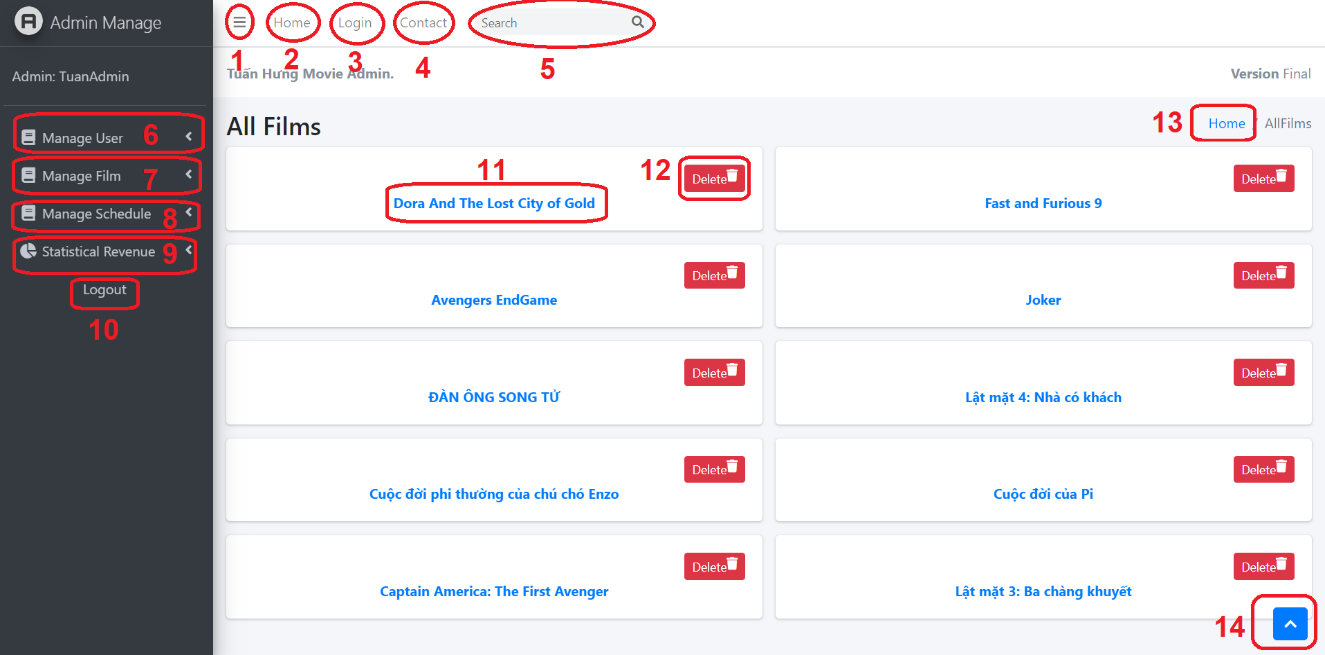 Admin Manage
Home
Login
Contact
Search
1
2
3
4
5
Admin: TuanAdmin
Tuấn Hưng Movie Admin.
Version Final
Manage User
6
Manage Film
7
Manage Schedule
8
Statistical Revenue
9
Logout
10
All Films
13
Home / AllFilms
11
12
Delete
Dora And The Lost City of Gold
Delete
Fast and Furious 9
Delete
Avengers EndGame
Delete
Joker
Delete
ĐÀN ÔNG SONG TỬ
Delete
Lật mặt 4: Nhà có khách
Delete
Cuộc đời phi thường của chú chó Enzo
Delete
Cuộc đời của Pi
Delete
Captain America: The First Avenger
Delete
Lật mặt 3: Ba chàng khuyết
14